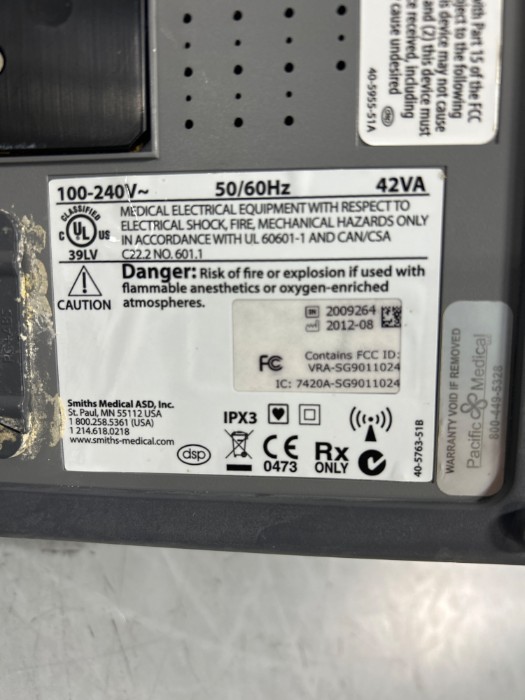 with Part 15 of the FCC
bject to the following
is device may not cause
and (2) this device must
ce received, including
cause undesired
40-5955-51A
100-240V~ 50/60Hz 42VA
CLASSIFIED
C UL US
39LV
MEDICAL ELECTRICAL EQUIPMENT WITH RESPECT TO
ELECTRICAL SHOCK, FIRE, MECHANICAL HAZARDS ONLY
IN ACCORDANCE WITH UL 60601-1 AND CAN/CSA
C22.2 NO. 601.1
CAUTION
Danger: Risk of fire or explosion if used with
flammable anesthetics or oxygen-enriched
atmospheres.
SN 2009264
2012-08
FC Contains FCC ID:
VRA-SG9011024
IC: 7420A-SG9011024
Smiths Medical ASD, Inc.
St. Paul, MN 55112 USA
1 800.258.5361 (USA)
1 214.618.0218
www.smiths-medical.com
dsp
IPX3
CE
0473
Rx
ONLY
40-5763-51B
WARRANTY VOID IF REMOVED
Pacific Medical
800-449-5328